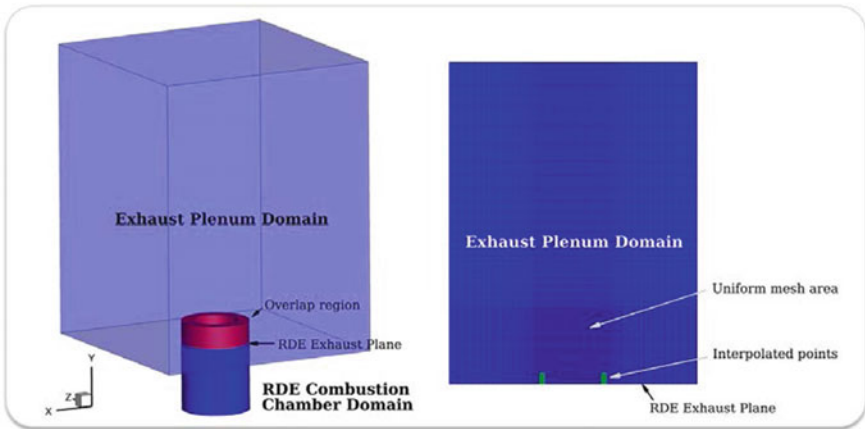 Exhaust Plenum Domain
Overlap region
RDE Exhaust Plane
RDE Combustion
Chamber Domain
Y
Z
X
Exhaust Plenum Domain
Uniform mesh area
Interpolated points
RDE Exhaust Plane